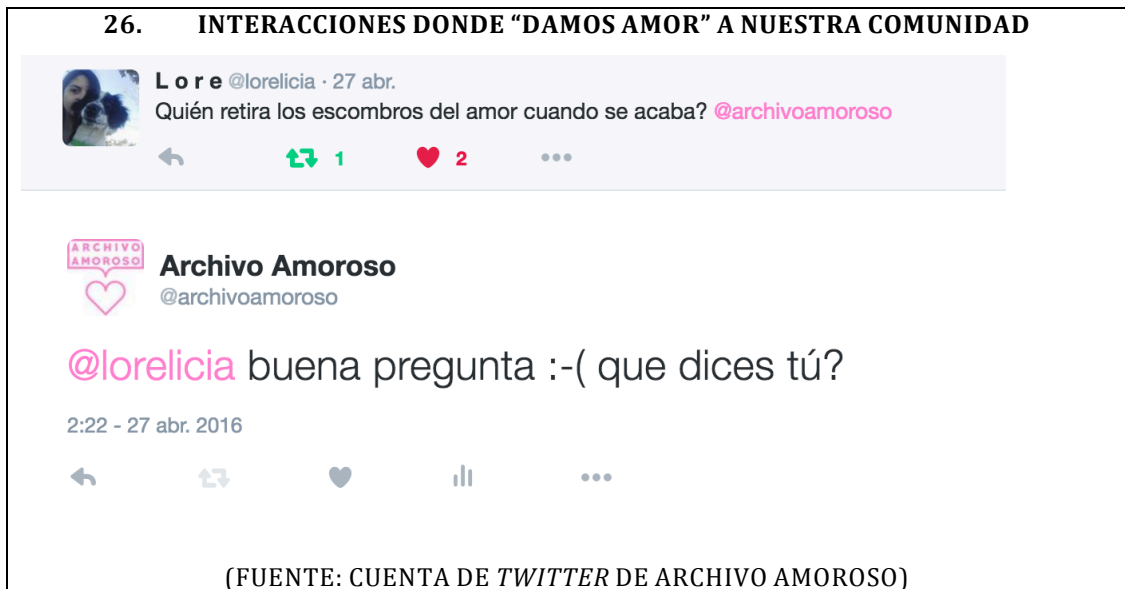 26. INTERACCIONES DONDE “DAMOS AMOR” A NUESTRA COMUNIDAD
L o r e @lorelicia · 27 abr.
Quién retira los escombros del amor cuando se acaba? @archivoamoroso
1 2
ARCHIVO
AMOROSO
Archivo Amoroso
@archivoamoroso
@lorelicia buena pregunta :-( que dices tú?
2:22 - 27 abr. 2016
(FUENTE: CUENTA DE TWITTER DE ARCHIVO AMOROSO)